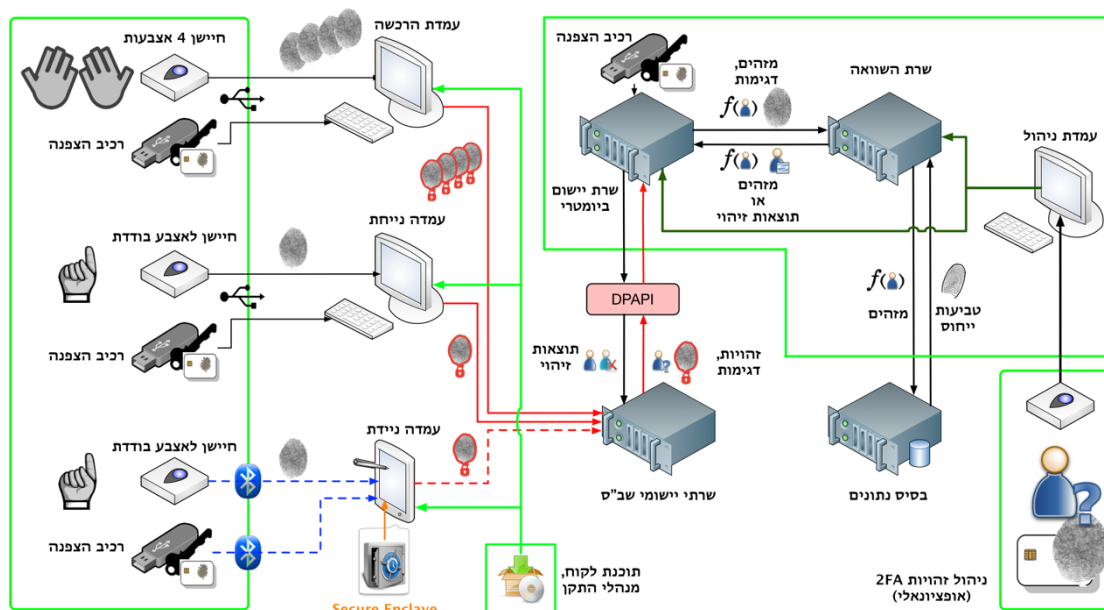 חיישן 4 אצבעות
רכיב הצפנה
עמדת הרכשה
חיישן לאצבע בודדת
רכיב הצפנה
עמדה נייחת
חיישן לאצבע בודדת
רכיב הצפנה
עמדה ניידת
Secure Enclave
תוכנת לקוח,
מנהלי התקן
רכיב הצפנה
מזהים,
דגימות
f( )
שרת השוואה
f( )
מזהים
או
תוצאות זיהוי
שרת יישום
ביומטרי
עמדת ניהול
DPAPI
f( )
מזהים
טביעות
ייחוס
תוצאות
זיהוי
זהויות,
דגימות
שרתי יישומי שב"ס
בסיס נתונים
ניהול זהויות 2FA
(אופציונאלי)